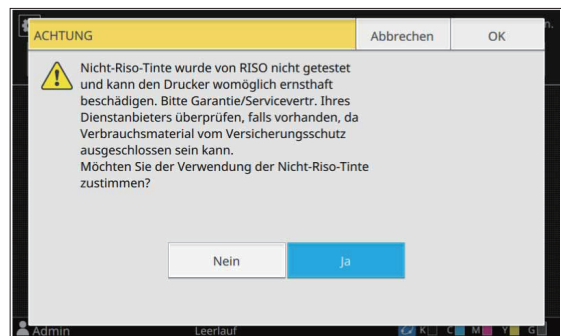 ACHTUNG
Abbrechen
OK
n.
Nicht-Riso-Tinte wurde von RISO nicht getestet
und kann den Drucker womöglich ernsthaft
beschädigen. Bitte Garantie/Servicevertr. Ihres
Dienstanbieters überprüfen, falls vorhanden, da
Verbrauchsmaterial vom Versicherungsschutz
ausgeschlossen sein kann.
Möchten Sie der Verwendung der Nicht-Riso-Tinte
zustimmen?
Nein
Ja
Admin
Leerlauf
K C M Y G